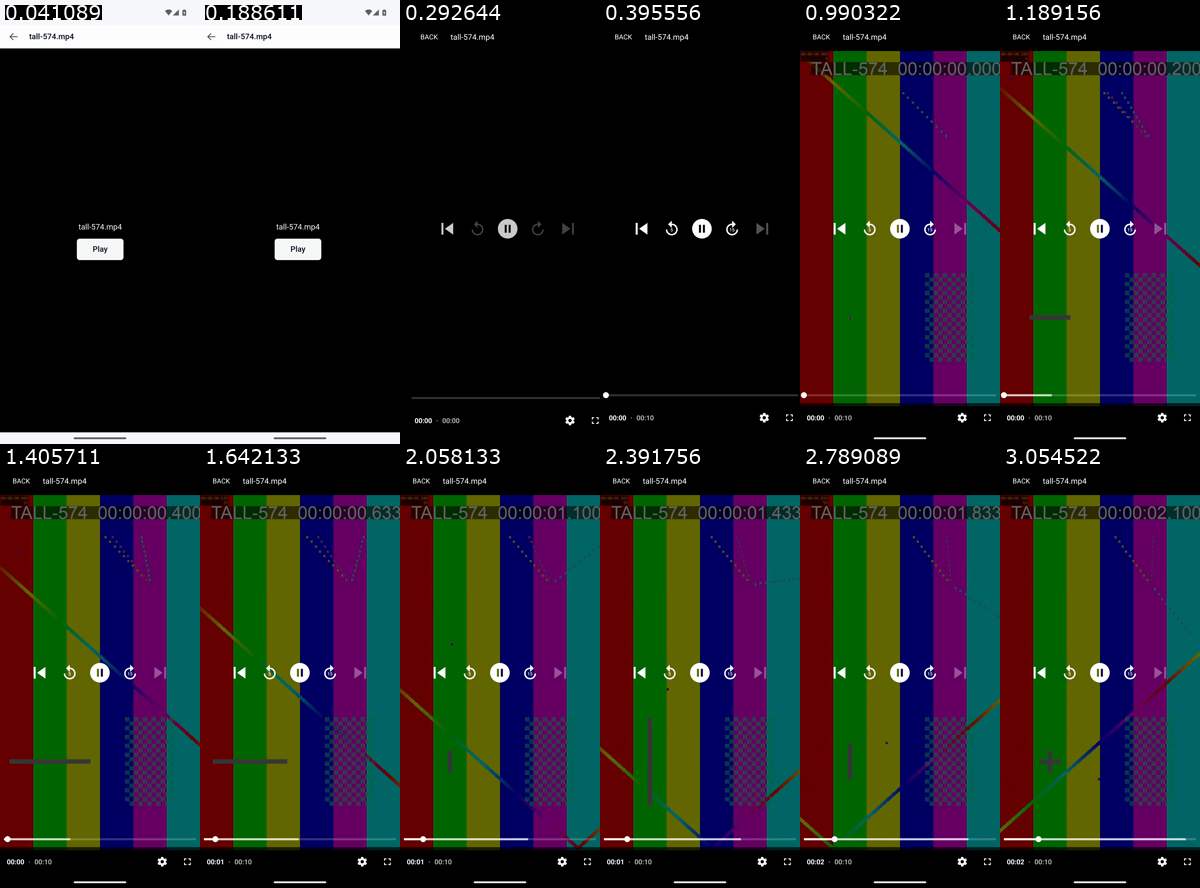 0.041089
tall-574.mp4
tall-574.mp4
Play
0.188611
tall-574.mp4
tall-574.mp4
Play
0.292644
BACK tall-574.mp4
00:00 · 00:00
0.395556
BACK tall-574.mp4
00:00 · 00:10
0.990322
BACK tall-574.mp4
TALL-574 00:00:00.000
00:00 · 00:10
1.189156
BACK tall-574.mp4
TALL-574 00:00:00.200
00:00 · 00:10
1.405711
BACK tall-574.mp4
TALL-574 00:00:00.400
00:00 · 00:10
1.642133
BACK tall-574.mp4
TALL-574 00:00:00.633
00:01 · 00:10
2.058133
BACK tall-574.mp4
TALL-574 00:00:01.100
00:01 · 00:10
2.391756
BACK tall-574.mp4
TALL-574 00:00:01.433
00:01 · 00:10
2.789089
BACK tall-574.mp4
TALL-574 00:00:01.833
00:02 · 00:10
3.054522
BACK tall-574.mp4
TALL-574 00:00:02.100
00:02 · 00:10